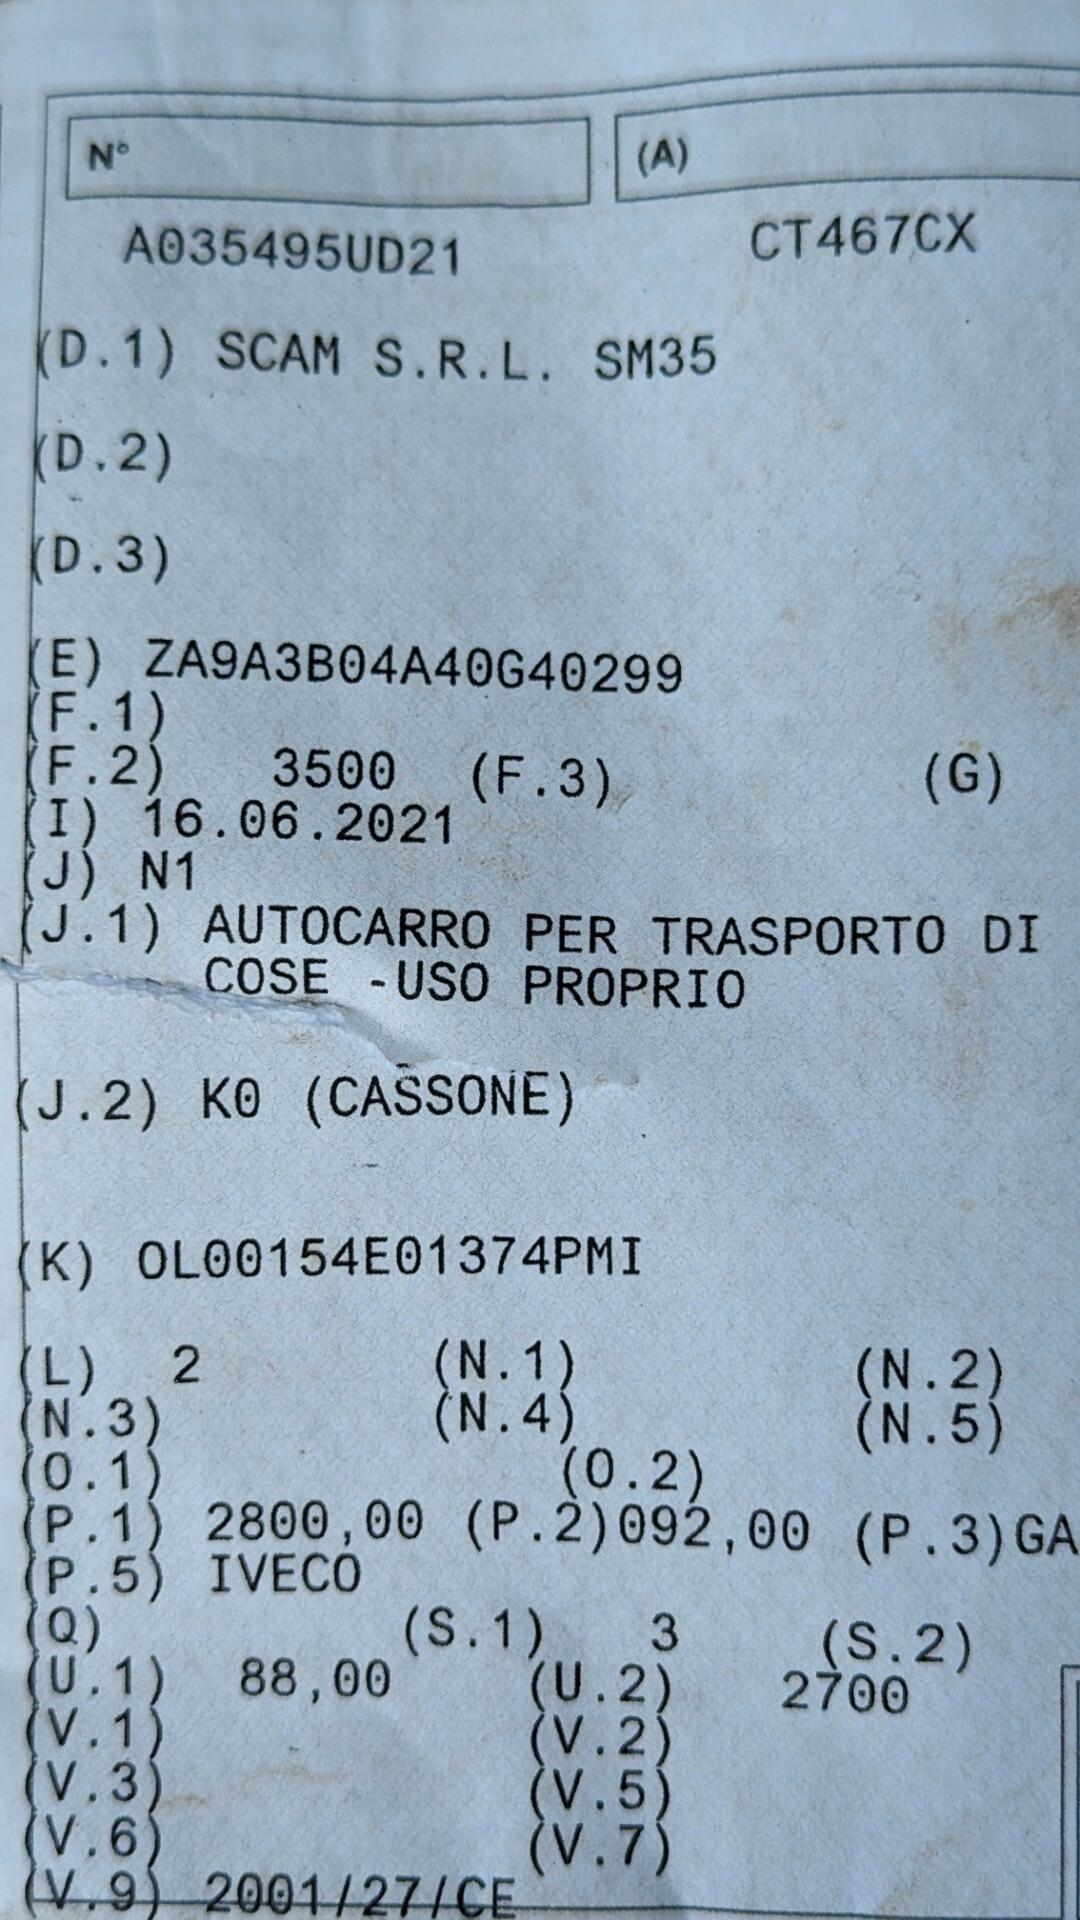 N° (A)
A035495UD21 CT467CX
(D.1) SCAM S.R.L. SM35
(D.2)
(D.3)
(E) ZA9A3B04A40G40299
(F.1)
(F.2) 3500 (F.3) (G)
(I) 16.06.2021
(J) N1
(J.1) AUTOCARRO PER TRASPORTO DI
COSE -USO PROPRIO
(J.2) K0 (CASSONE)
(K) OL00154E01374PMI
(L) 2 (N.1) (N.2)
(N.3) (N.4) (N.5)
(O.1) (O.2)
(P.1) 2800,00 (P.2)092,00 (P.3)GA
(P.5) IVECO
(Q) (S.1) 3 (S.2)
(U.1) 88,00 (U.2) 2700
(V.1) (V.2)
(V.3) (V.5)
(V.6) (V.7)
(V.9) 2001/27/CE